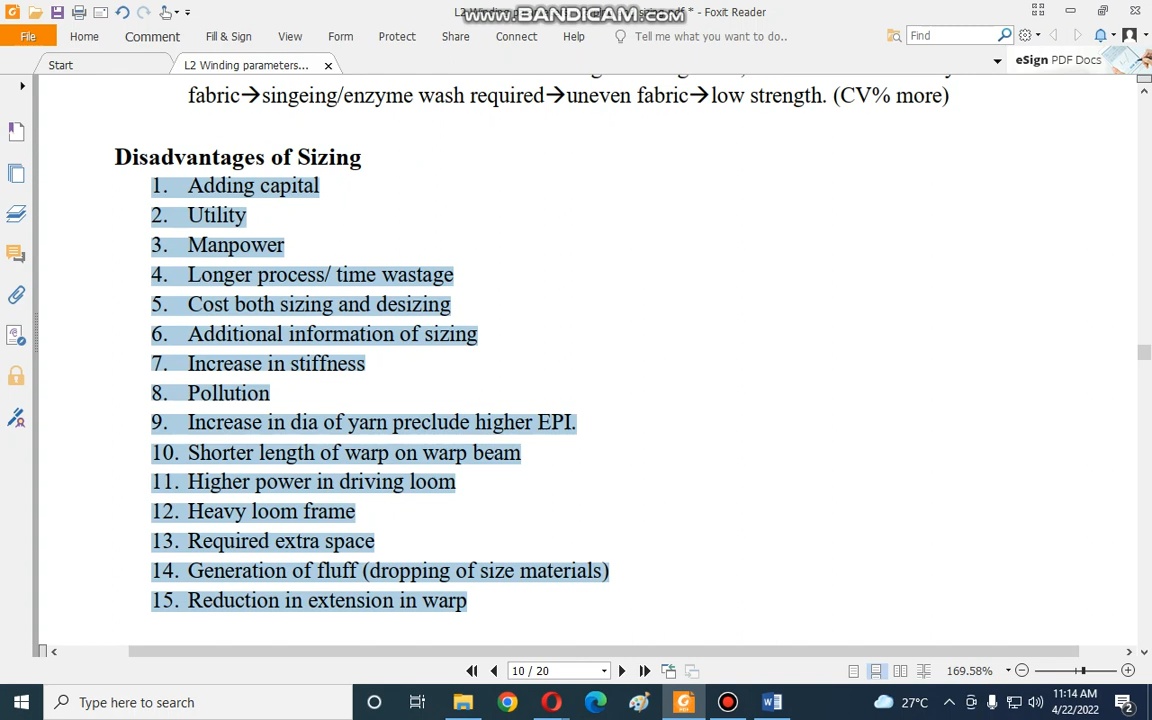 L2 Winding
www.BANDICAM.com
.pdf * - Foxit Reader
File
Home
Comment
Fill & Sign
View
Form
Protect
Share
Connect
Help
Tell me what you want to do..
Find
Start
L2 Winding parameters...
eSign PDF Docs
fabric→singeing/enzyme wash required→uneven fabric→low strength. (CV% more)
Disadvantages of Sizing
1. Adding capital
2. Utility
3. Manpower
4. Longer process/ time wastage
5. Cost both sizing and desizing
6. Additional information of sizing
7. Increase in stiffness
8. Pollution
9. Increase in dia of yarn preclude higher EPI.
10. Shorter length of warp on warp beam
11. Higher power in driving loom
12. Heavy loom frame
13. Required extra space
14. Generation of fluff (dropping of size materials)
15. Reduction in extension in warp
10 / 20
169.58%
Type here to search
27°C
11:14 AM
4/22/2022
2